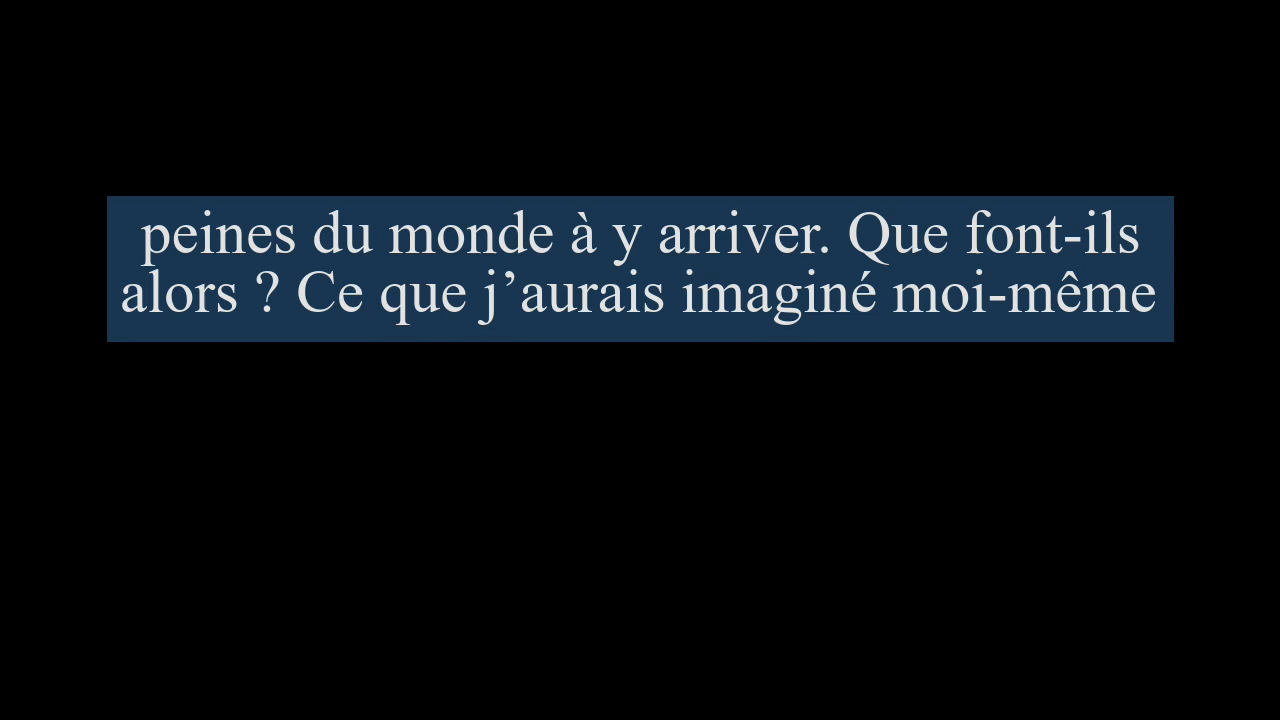 peines du monde à y arriver. Que font-ils
alors ? Ce que j’aurais imaginé moi-même